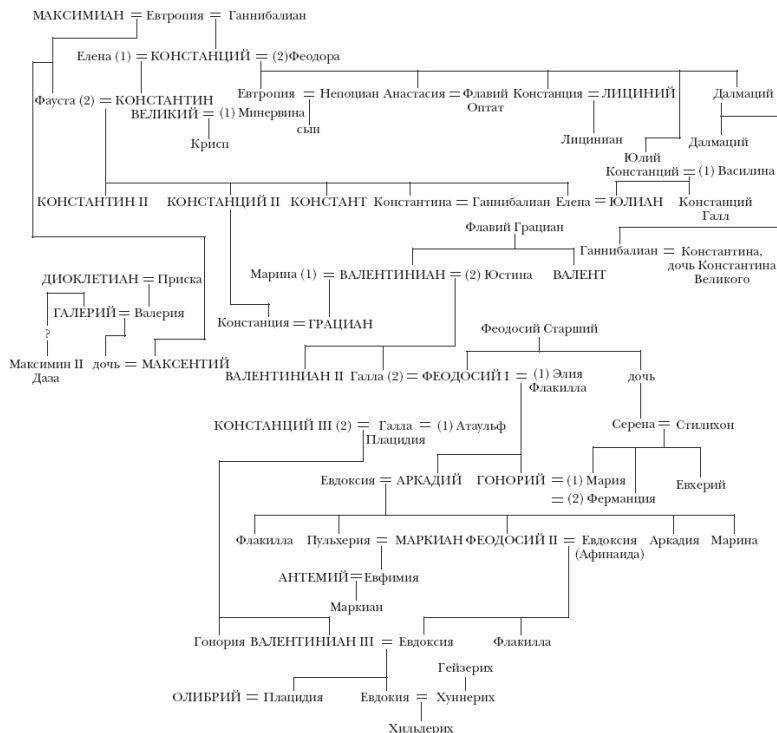 МАКСИМИАН = Евтропия = Ганнибалиан
Елена (1) = КОНСТАНЦИЙ = (2)Феодора
Фауста (2) = КОНСТАНТИН
ВЕЛИКИЙ = (1) Минервина
Крисп
Евтропия = Непоциан
сын
Анастасия = Флавий
Оптат
Констанция = ЛИЦИНИЙ
Лициниан
Далмаций
Далмаций
Юлий
Констанций = (1) Василина
КОНСТАНТИН II
КОНСТАНЦИЙ II
КОНСТАНТ
Константина = Ганнибалиан
Елена = ЮЛИАН
Констанций
Галл
Флавий Грациан
Ганнибалиан = Константина,
дочь Константина
Великого
ДИОКЛЕТИАН = Приска
Марина (1) = ВАЛЕНТИНИАН = (2) Юстина
ВАЛЕНТ
ГАЛЕРИЙ = Валерия
Констанция = ГРАЦИАН
?
Феодосий Старший
Максимин II
Даза
дочь = МАКСЕНТИЙ
ВАЛЕНТИНИАН II
Галла (2) = ФЕОДОСИЙ I = (1) Элия
Флакилла
дочь
КОНСТАНЦИЙ III (2) = Галла = (1) Атаульф
Плацидия
Серена = Стилихон
Евдоксия = АРКАДИЙ
ГОНОРИЙ = (1) Мария
= (2) Ферманция
Евхерий
Флакилла
Пульхерия = МАРКИАН
ФЕОДОСИЙ II = Евдоксия
(Афинаида)
Аркадия
Марина
АНТЕМИЙ = Евфимия
Маркиан
Гонория
ВАЛЕНТИНИАН III = Евдоксия
Флакилла
Гейзерих
ОЛИБРИЙ = Плацидия
Евдокия = Хуннерих
Хильдерих